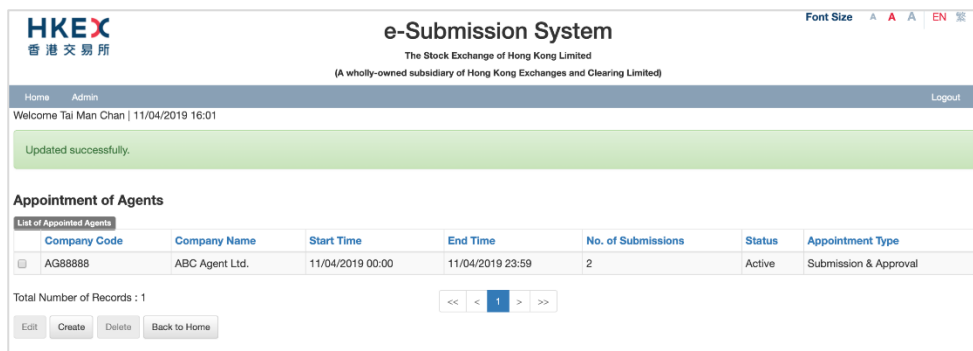 HKEX
香港交易所
e-Submission System
The Stock Exchange of Hong Kong Limited
(A wholly-owned subsidiary of Hong Kong Exchanges and Clearing Limited)
Font Size A A A EN 繁
Home Admin Logout
Welcome Tai Man Chan | 11/04/2019 16:01
Updated successfully.
Appointment of Agents
List of Appointed Agents
Company Code Company Name Start Time End Time No. of Submissions Status Appointment Type
AG88888 ABC Agent Ltd. 11/04/2019 00:00 11/04/2019 23:59 2 Active Submission & Approval
Total Number of Records : 1
<< < 1 > >>
Edit Create Delete Back to Home